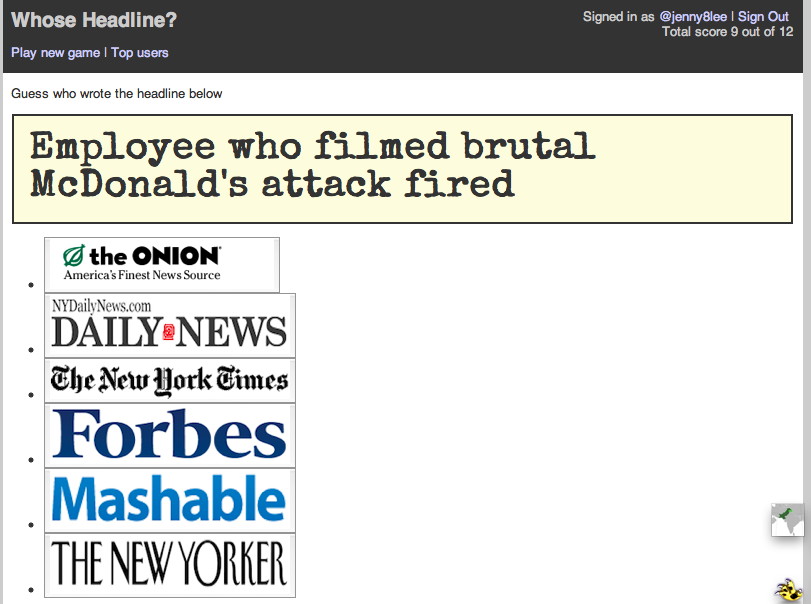 Whose Headline?
Signed in as @jenny8lee | Sign Out
Total score 9 out of 12
Play new game | Top users
Guess who wrote the headline below
Employee who filmed brutal
McDonald's attack fired
the ONION
America's Finest News Source
NYDailyNews.com
DAILY NEWS
The New York Times
Forbes
Mashable
THE NEW YORKER